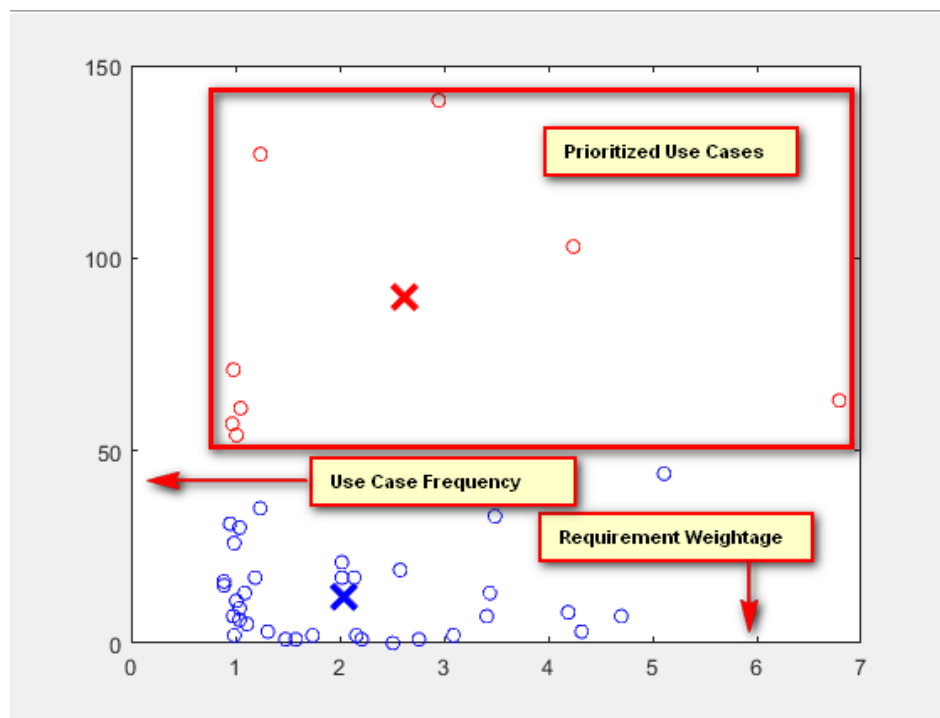 150
Prioritized Use Cases
100
50
Use Case Frequency
Requirement Weightage
0
0 1 2 3 4 5 6 7